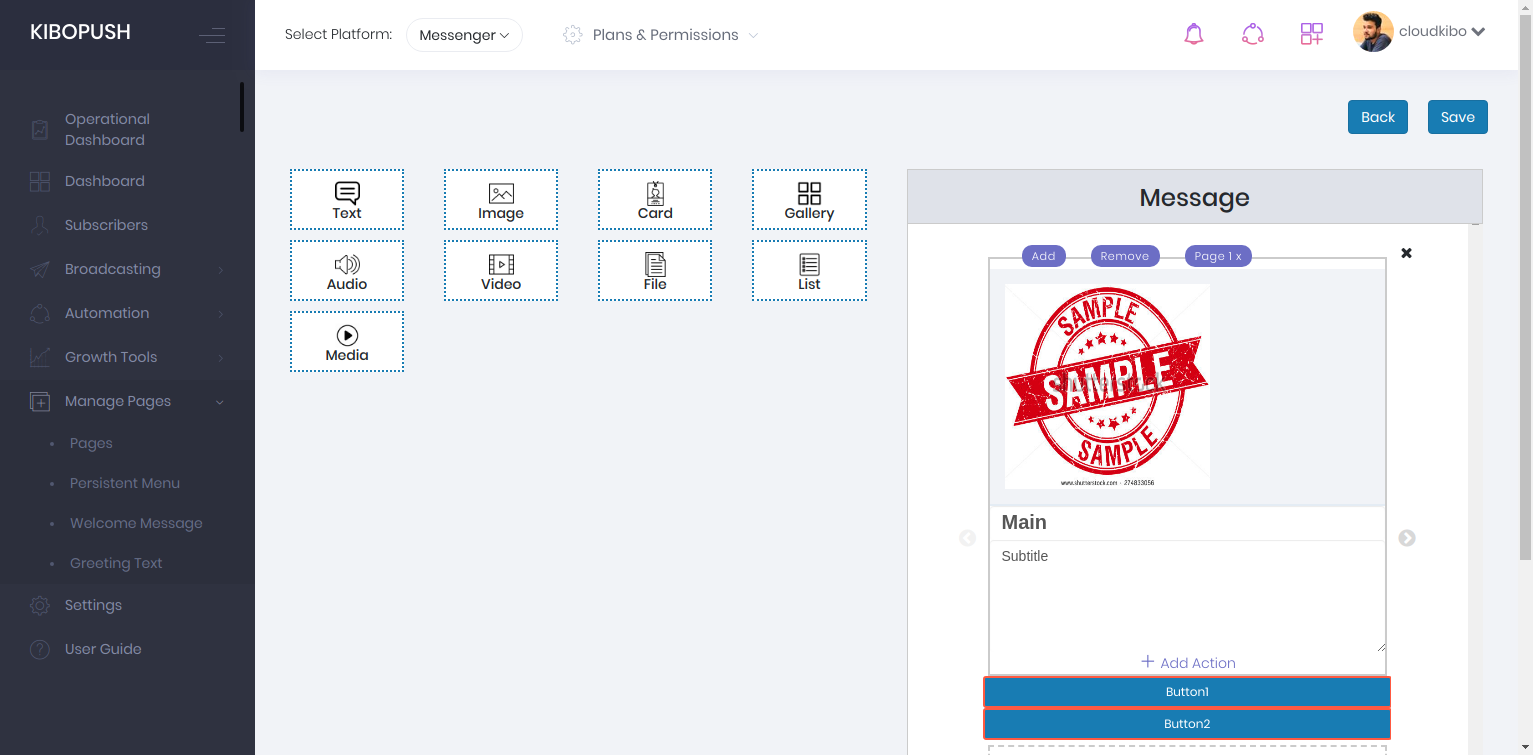 KIBOPUSH
Select Platform: Messenger Plans & Permissions cloudkibo
Operational
Dashboard
Dashboard
Subscribers
Broadcasting
Automation
Growth Tools
Manage Pages
Pages
Persistent Menu
Welcome Message
Greeting Text
Settings
User Guide
Back Save
Text Image Card Gallery
Audio Video File List
Media
Message
Add Remove Page 1 x
SAMPLE
SAMPLE
shutterstock
SAMPLE
www.shutterstock.com · 274833056
Main
Subtitle
+ Add Action
Button1
Button2